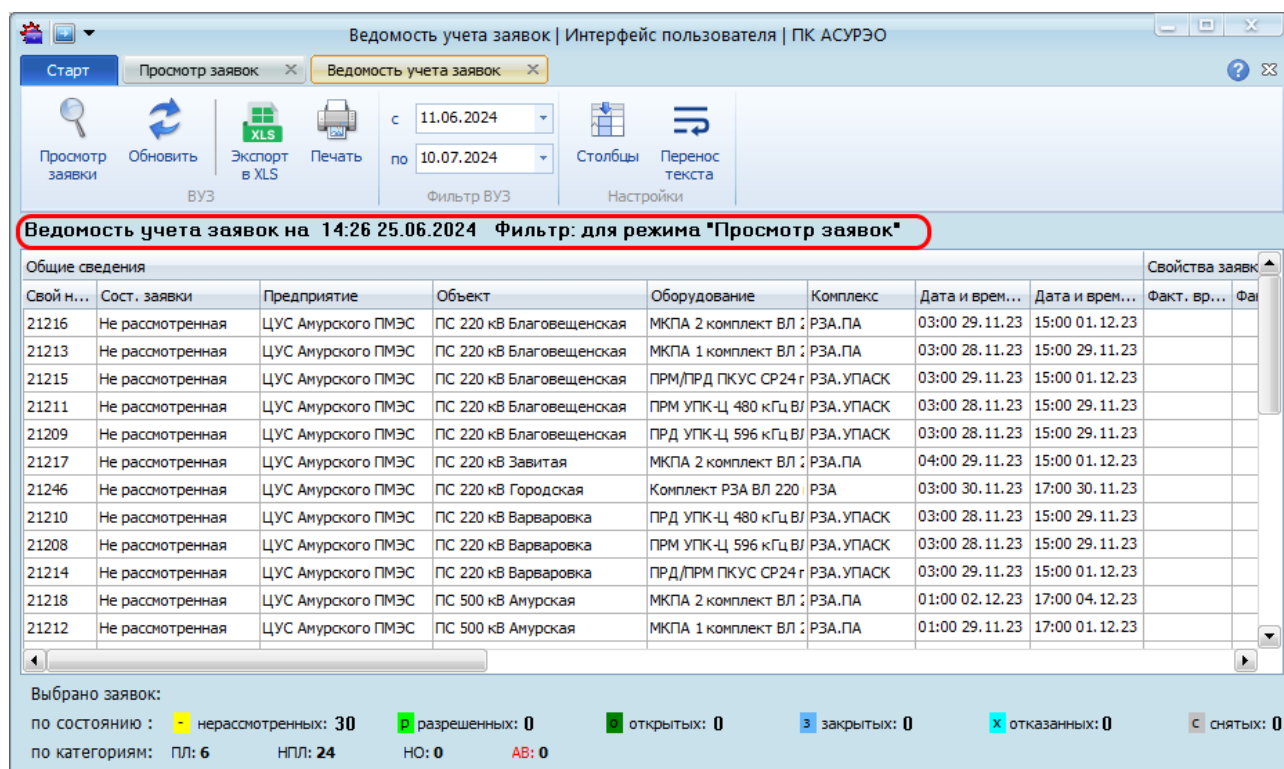 Ведомость учета заявок | Интерфейс пользователя | ПК АСУРЭО
Старт Просмотр заявок Ведомость учета заявок
Просмотр заявки Обновить Экспорт в XLS Печать с 11.06.2024 по 10.07.2024 Столбцы Перенос текста
ВУЗ Фильтр ВУЗ Настройки
Ведомость учета заявок на 14:26 25.06.2024 Фильтр: для режима "Просмотр заявок"
Общие сведения Свойства заявк
Свой н... Сост. заявки Предприятие Объект Оборудование Комплекс Дата и врем... Дата и врем... Факт. вр... Фа
21216 Не рассмотренная ЦУС Амурского ПМЭС ПС 220 кВ Благовещенская МКПА 2 комплект ВЛ 2 РЗА.ПА 03:00 29.11.23 15:00 01.12.23
21213 Не рассмотренная ЦУС Амурского ПМЭС ПС 220 кВ Благовещенская МКПА 1 комплект ВЛ 2 РЗА.ПА 03:00 28.11.23 15:00 29.11.23
21215 Не рассмотренная ЦУС Амурского ПМЭС ПС 220 кВ Благовещенская ПРМ/ПРД ПКУС СР24 г РЗА.УПАСК 03:00 29.11.23 15:00 01.12.23
21211 Не рассмотренная ЦУС Амурского ПМЭС ПС 220 кВ Благовещенская ПРМ УПК-Ц 480 кГц ВЛ РЗА.УПАСК 03:00 28.11.23 15:00 29.11.23
21209 Не рассмотренная ЦУС Амурского ПМЭС ПС 220 кВ Благовещенская ПРД УПК-Ц 596 кГц ВЛ РЗА.УПАСК 03:00 28.11.23 15:00 29.11.23
21217 Не рассмотренная ЦУС Амурского ПМЭС ПС 220 кВ Завитая МКПА 2 комплект ВЛ 2 РЗА.ПА 04:00 29.11.23 15:00 01.12.23
21246 Не рассмотренная ЦУС Амурского ПМЭС ПС 220 кВ Городская Комплект РЗА ВЛ 220 РЗА 03:00 30.11.23 17:00 30.11.23
21210 Не рассмотренная ЦУС Амурского ПМЭС ПС 220 кВ Варваровка ПРД УПК-Ц 480 кГц ВЛ РЗА.УПАСК 03:00 28.11.23 15:00 29.11.23
21208 Не рассмотренная ЦУС Амурского ПМЭС ПС 220 кВ Варваровка ПРМ УПК-Ц 596 кГц ВЛ РЗА.УПАСК 03:00 28.11.23 15:00 29.11.23
21214 Не рассмотренная ЦУС Амурского ПМЭС ПС 220 кВ Варваровка ПРД/ПРМ ПКУС СР24 г РЗА.УПАСК 03:00 29.11.23 15:00 01.12.23
21218 Не рассмотренная ЦУС Амурского ПМЭС ПС 500 кВ Амурская МКПА 2 комплект ВЛ 2 РЗА.ПА 01:00 02.12.23 17:00 04.12.23
21212 Не рассмотренная ЦУС Амурского ПМЭС ПС 500 кВ Амурская МКПА 1 комплект ВЛ 2 РЗА.ПА 01:00 29.11.23 17:00 01.12.23
Выбрано заявок:
по состоянию : - нерассмотренных: 30 р разрешенных: 0 о открытых: 0 з закрытых: 0 х отказанных: 0 с снятых: 0
по категориям: ПЛ: 6 НПЛ: 24 НО: 0 АВ: 0